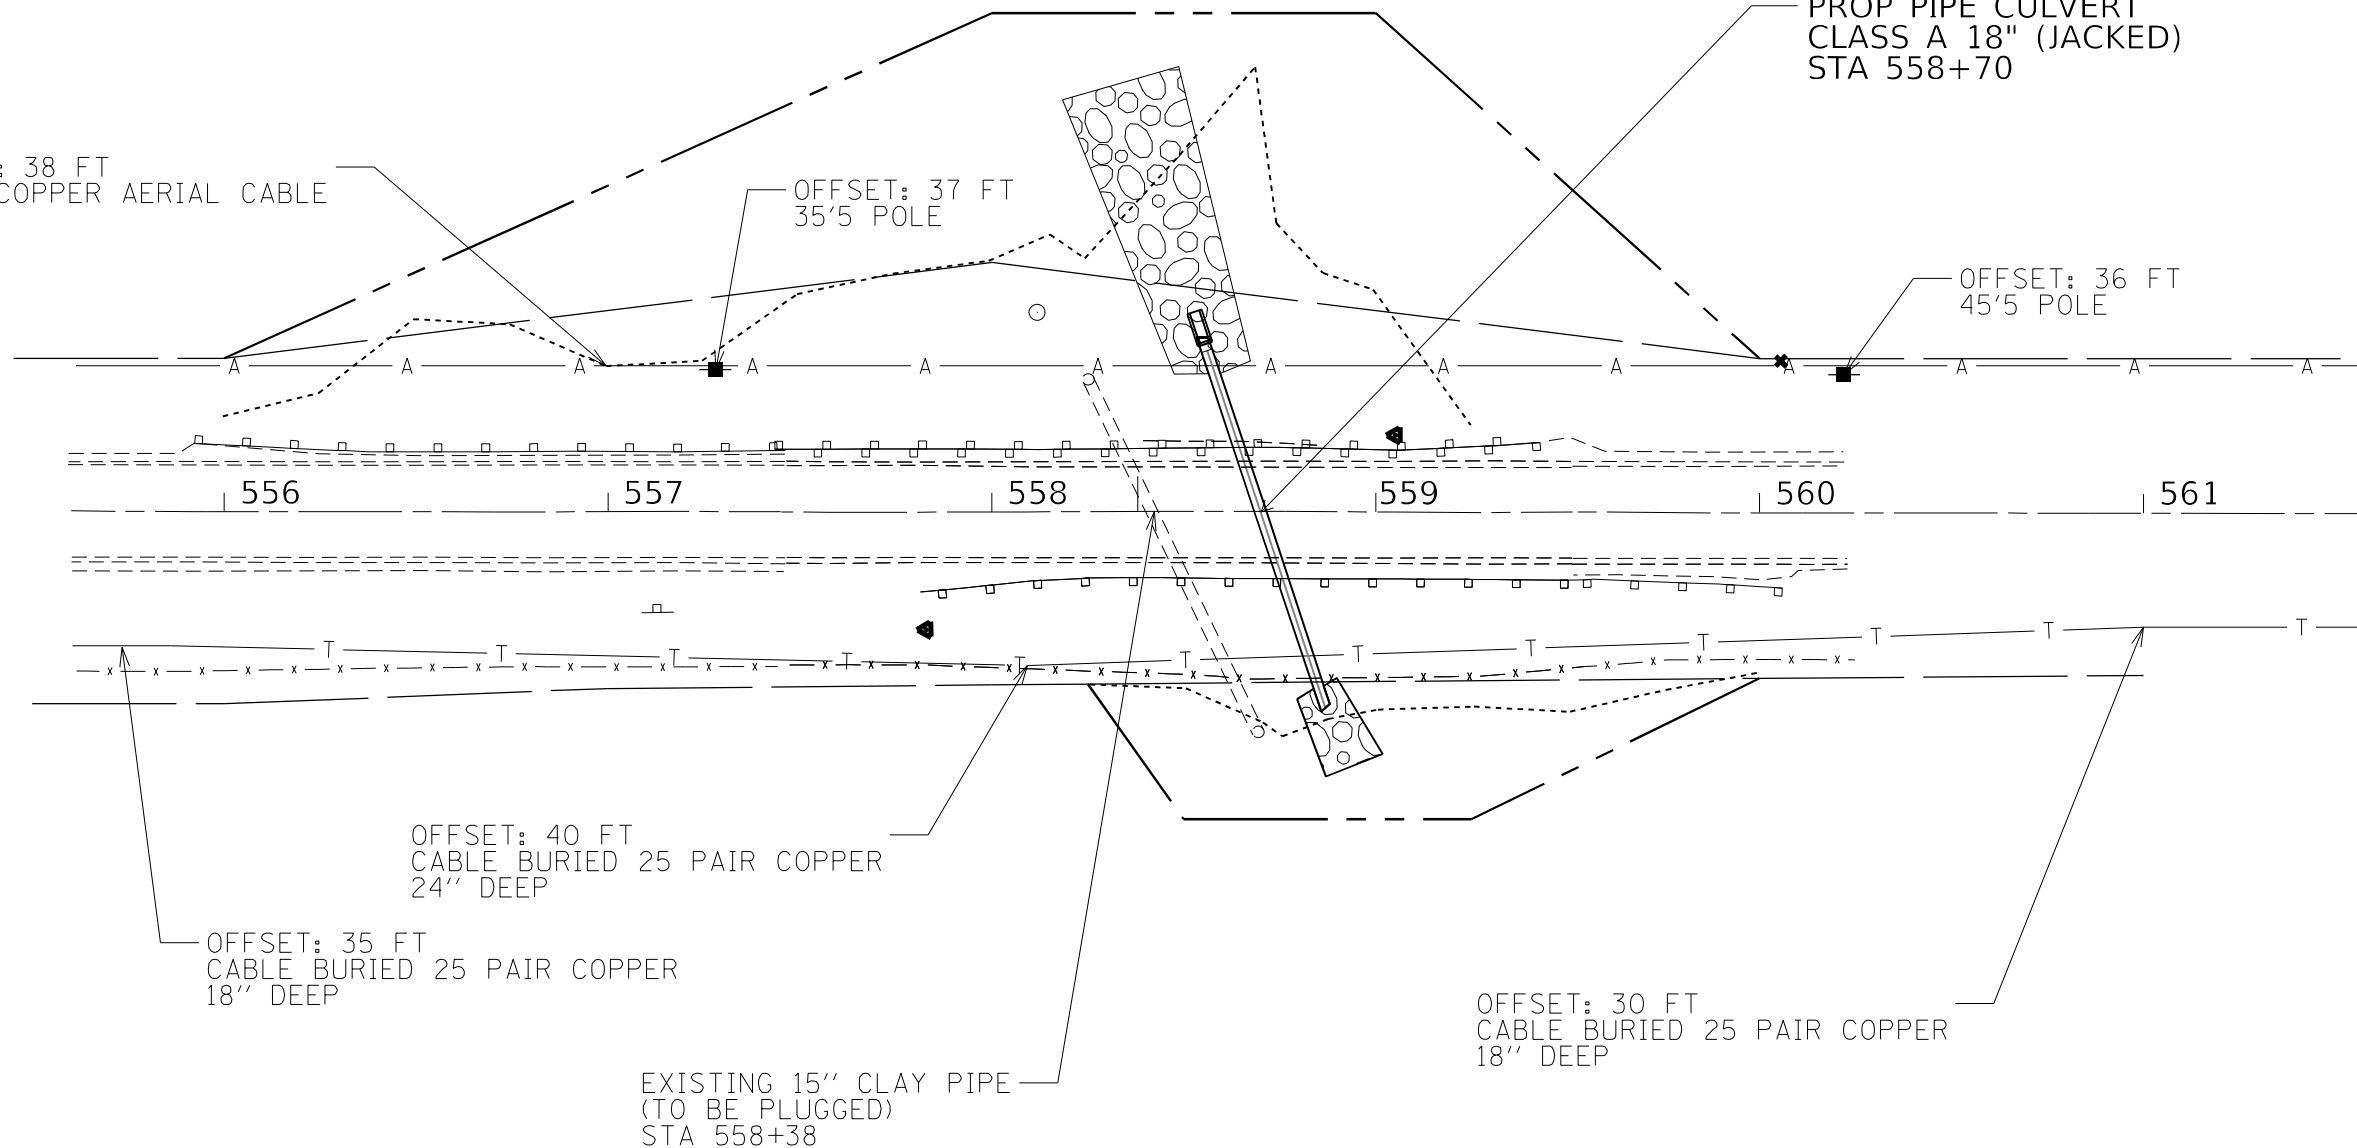 PROP PIPE CULVERT
CLASS A 18" (JACKED)
STA 558+70
: 38 FT
COPPER AERIAL CABLE
OFFSET: 37 FT
35'5 POLE
OFFSET: 36 FT
45'5 POLE
A A A A A A A A A A A A A
556 557 558 559 560 561
T T T T T T T T T T T T
x x x x x x x x x x x x x x x x x x x x x x x x x x x x x x x x x x x x x x x
OFFSET: 40 FT
CABLE BURIED 25 PAIR COPPER
24" DEEP
OFFSET: 35 FT
CABLE BURIED 25 PAIR COPPER
18" DEEP
OFFSET: 30 FT
CABLE BURIED 25 PAIR COPPER
18" DEEP
EXISTING 15" CLAY PIPE
(TO BE PLUGGED)
STA 558+38